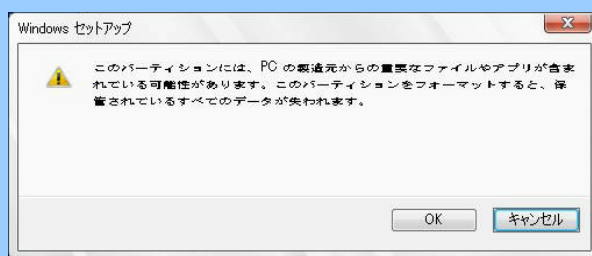 Windows セットアップ
このパーティションには、PC の製造元からの重要なファイルやアプリが含ま
れている可能性があります。このパーティションをフォーマットすると、保
管されているすべてのデータが失われます。
OK
キャンセル